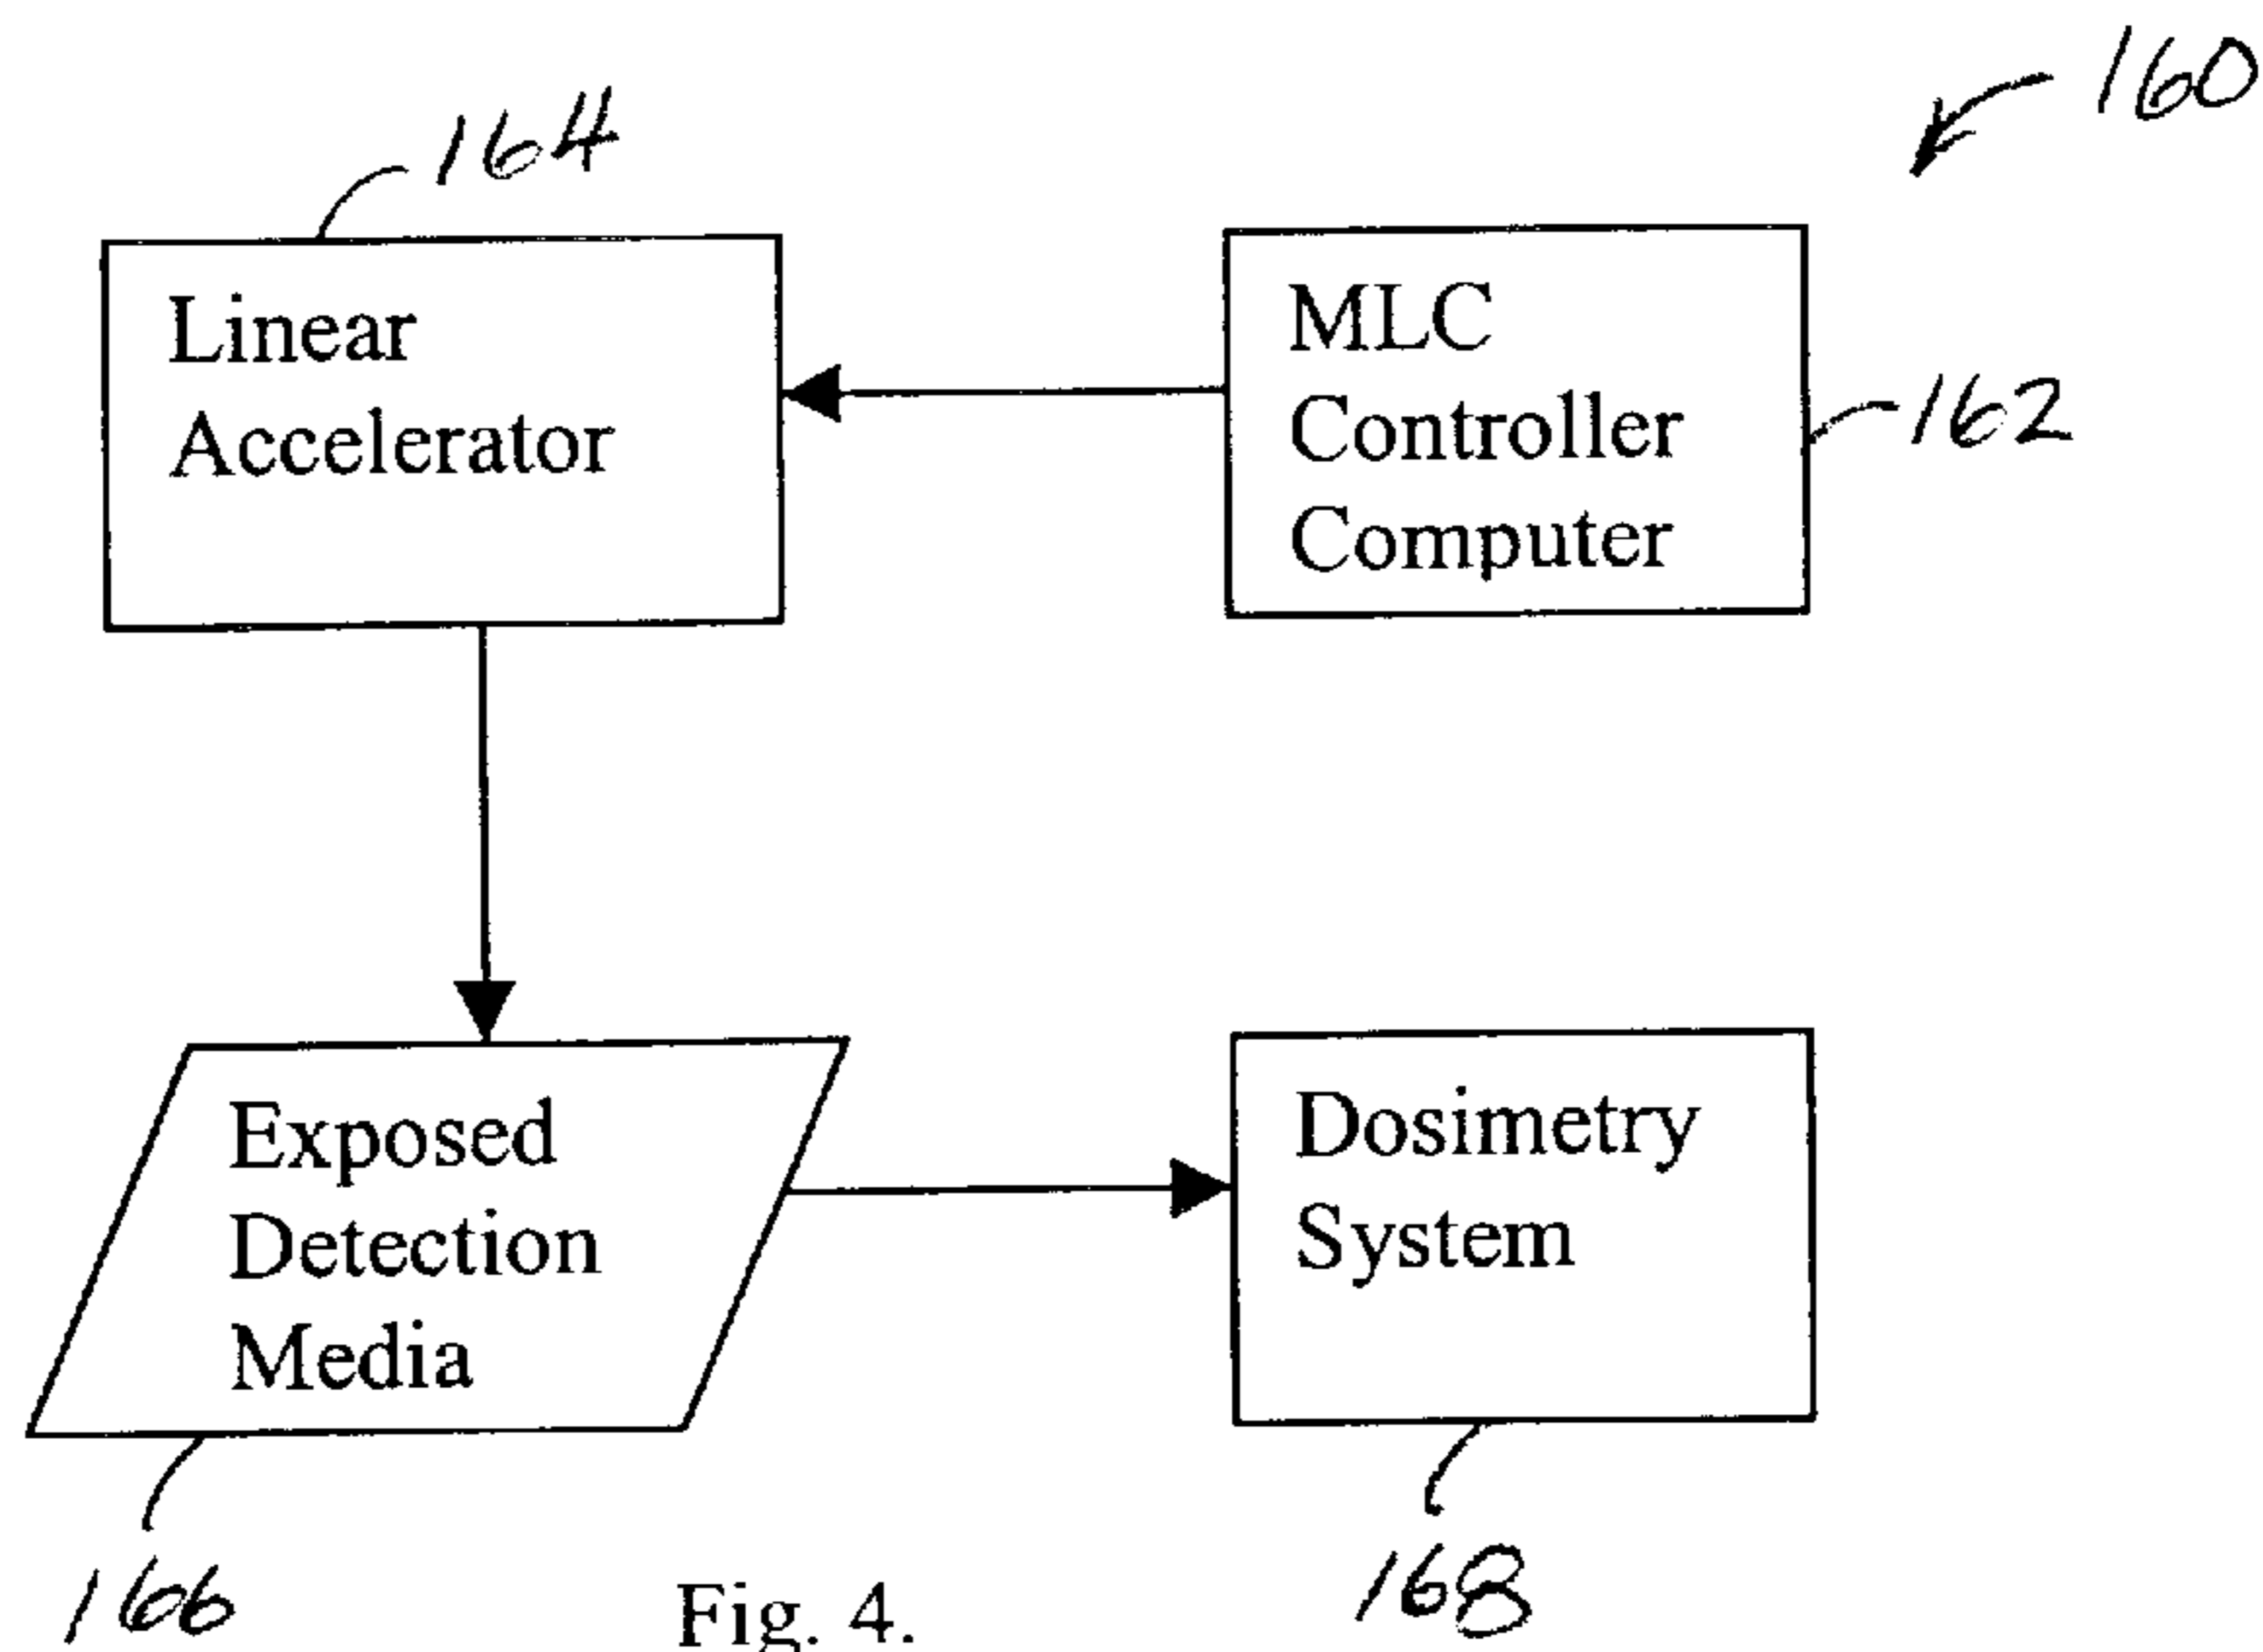 160
164
Linear
Accelerator
MLC
Controller
Computer
162
Exposed
Detection
Media
Dosimetry
System
166
168
Fig. 4.